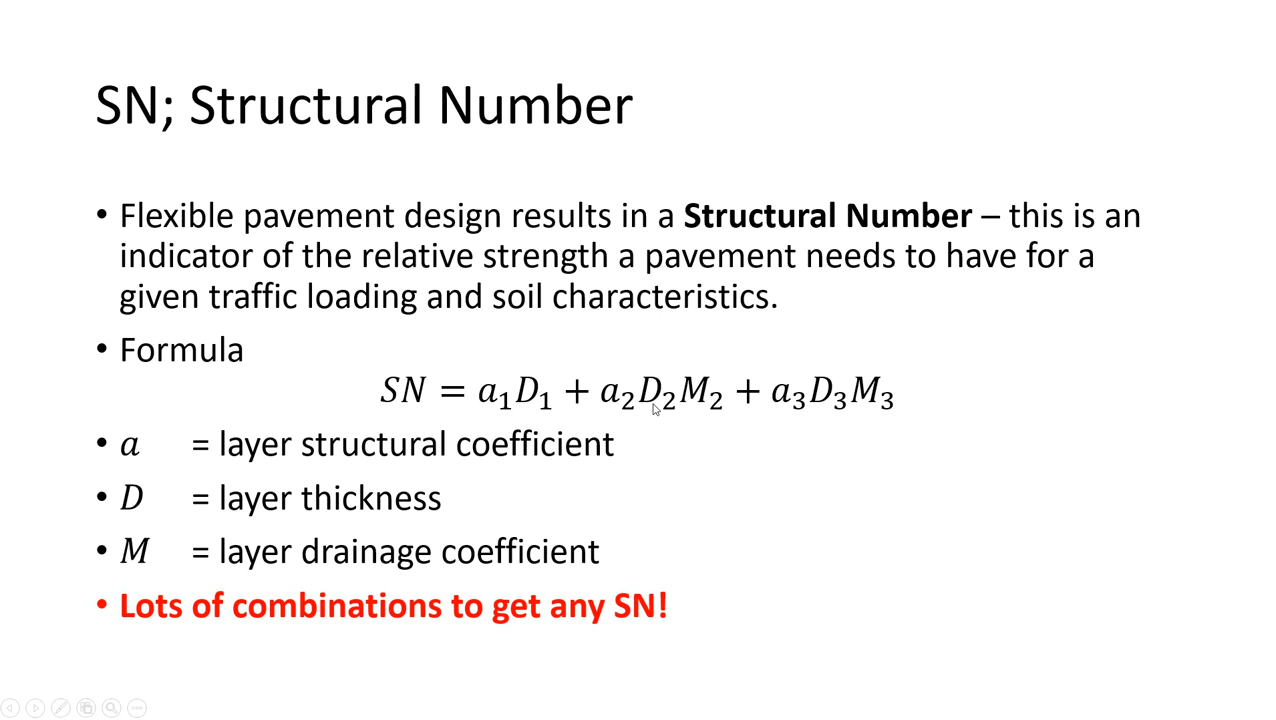 SN; Structural Number
• Flexible pavement design results in a Structural Number – this is an
indicator of the relative strength a pavement needs to have for a
given traffic loading and soil characteristics.
• Formula
𝑆𝑁 = 𝑎₁𝐷₁ + 𝑎₂𝐷₂𝑀₂ + 𝑎₃𝐷₃𝑀₃
• 𝑎 = layer structural coefficient
• 𝐷 = layer thickness
• 𝑀 = layer drainage coefficient
• Lots of combinations to get any SN!